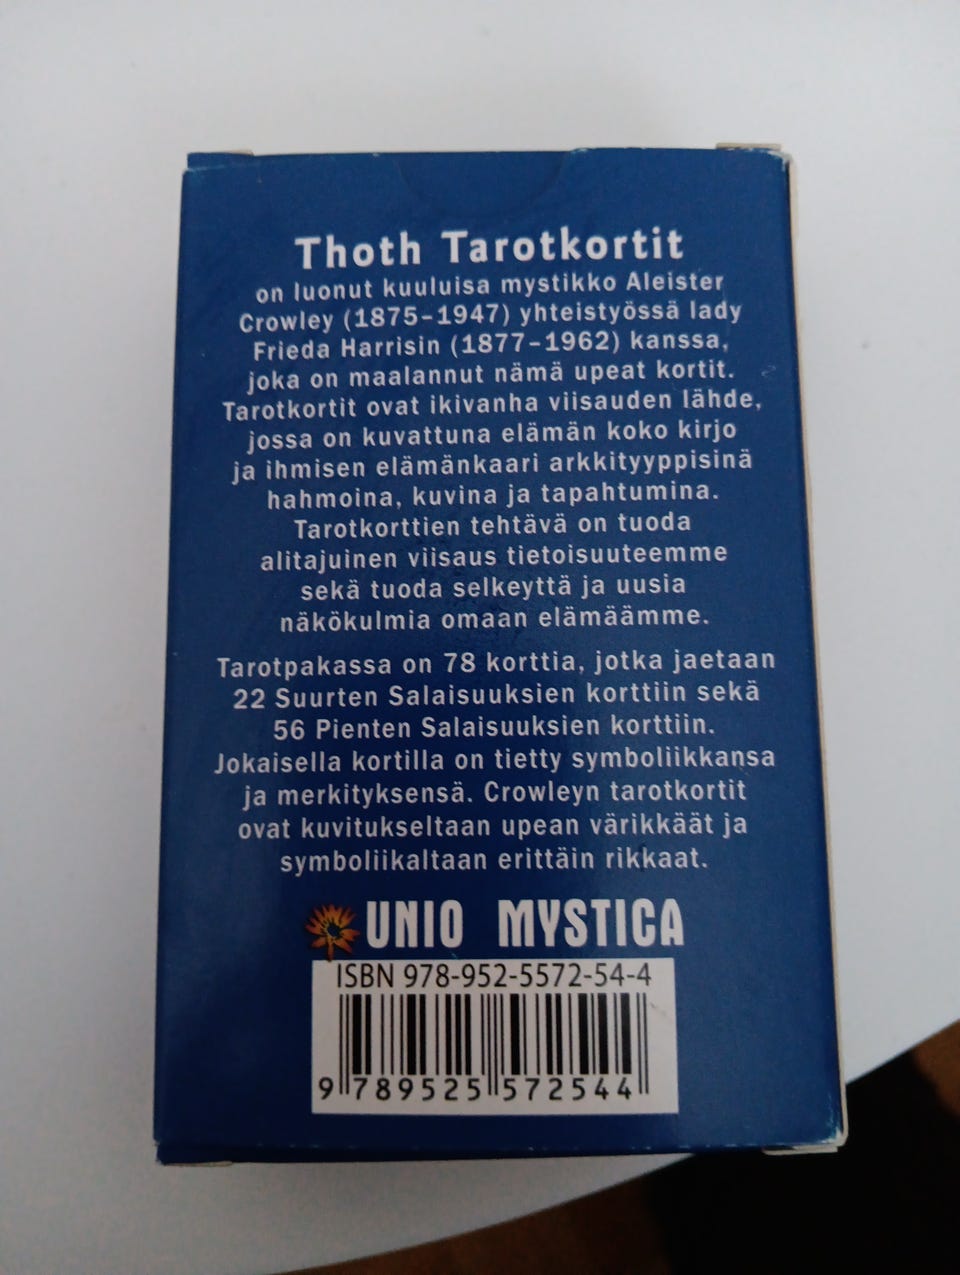 Thoth Tarotkortit
on luonut kuuluisa mystikko Aleister
Crowley (1875-1947) yhteistyössä lady
Frieda Harrisin (1877-1962) kanssa,
joka on maalannut nämä upeat kortit.
Tarotkortit ovat ikivanha viisauden lähde,
jossa on kuvattuna elämän koko kirjo
ja ihmisen elämänkaari arkkityyppisinä
hahmoina, kuvina ja tapahtumina.
Tarotkorttien tehtävä on tuoda
alitajuinen viisaus tietoisuuteemme
sekä tuoda selkeyttä ja uusia
näkökulmia omaan elämäämme.
Tarotpakassa on 78 korttia, jotka jaetaan
22 Suurten Salaisuuksien korttiin sekä
56 Pienten Salaisuuksien korttiin.
Jokaisella kortilla on tietty symboliikkansa
ja merkityksensä. Crowleyn tarotkortit
ovat kuvitukseltaan upean värikkäät ja
symboliikaltaan erittäin rikkaat.
UNIO MYSTICA
ISBN 978-952-5572-54-4
9 789525 572544